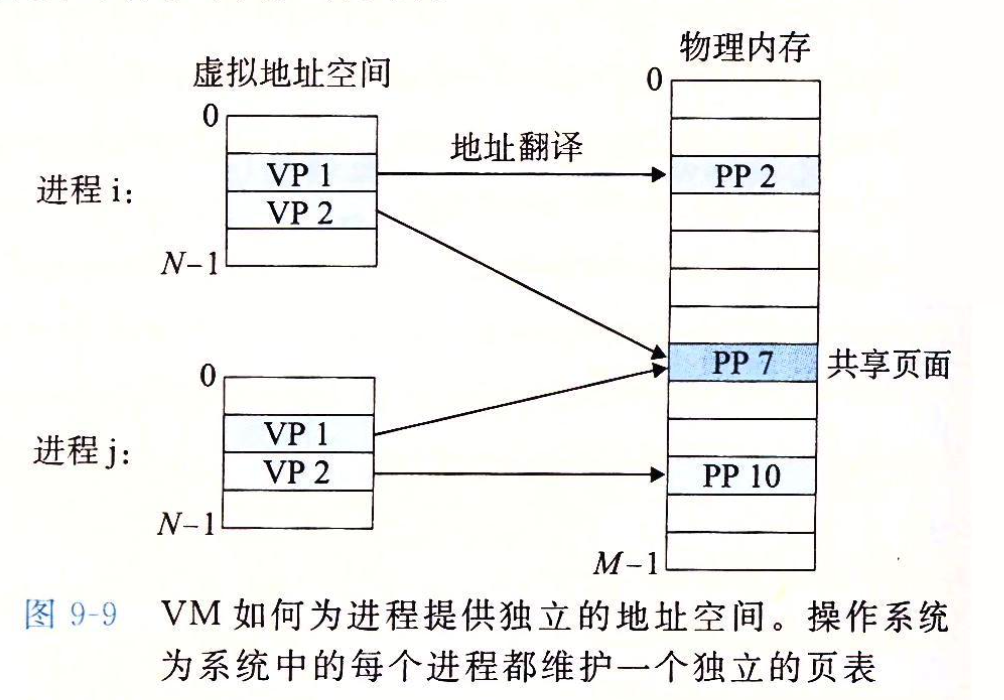 物理内存
虚拟地址空间
0
0
地址翻译
进程 i:
VP 1
PP 2
VP 2
N-1
PP 7
共享页面
0
进程 j:
VP 1
VP 2
PP 10
N-1
M-1
图 9-9 VM 如何为进程提供独立的地址空间。操作系统
为系统中的每个进程都维护一个独立的页表